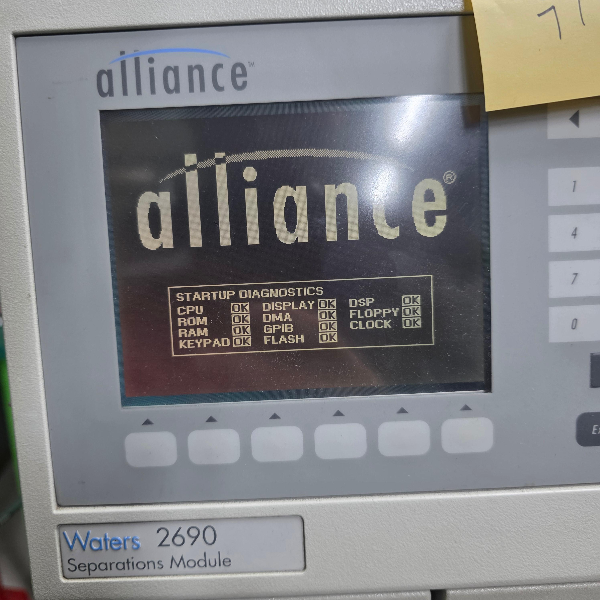 alliance™
alliance®
STARTUP DIAGNOSTICS
CPU OK DISPLAY OK DSP OK
ROM OK DMA OK FLOPPY OK
RAM OK GPIB OK CLOCK OK
KEYPAD OK FLASH OK
1
4
7
0
Waters 2690
Separations Module